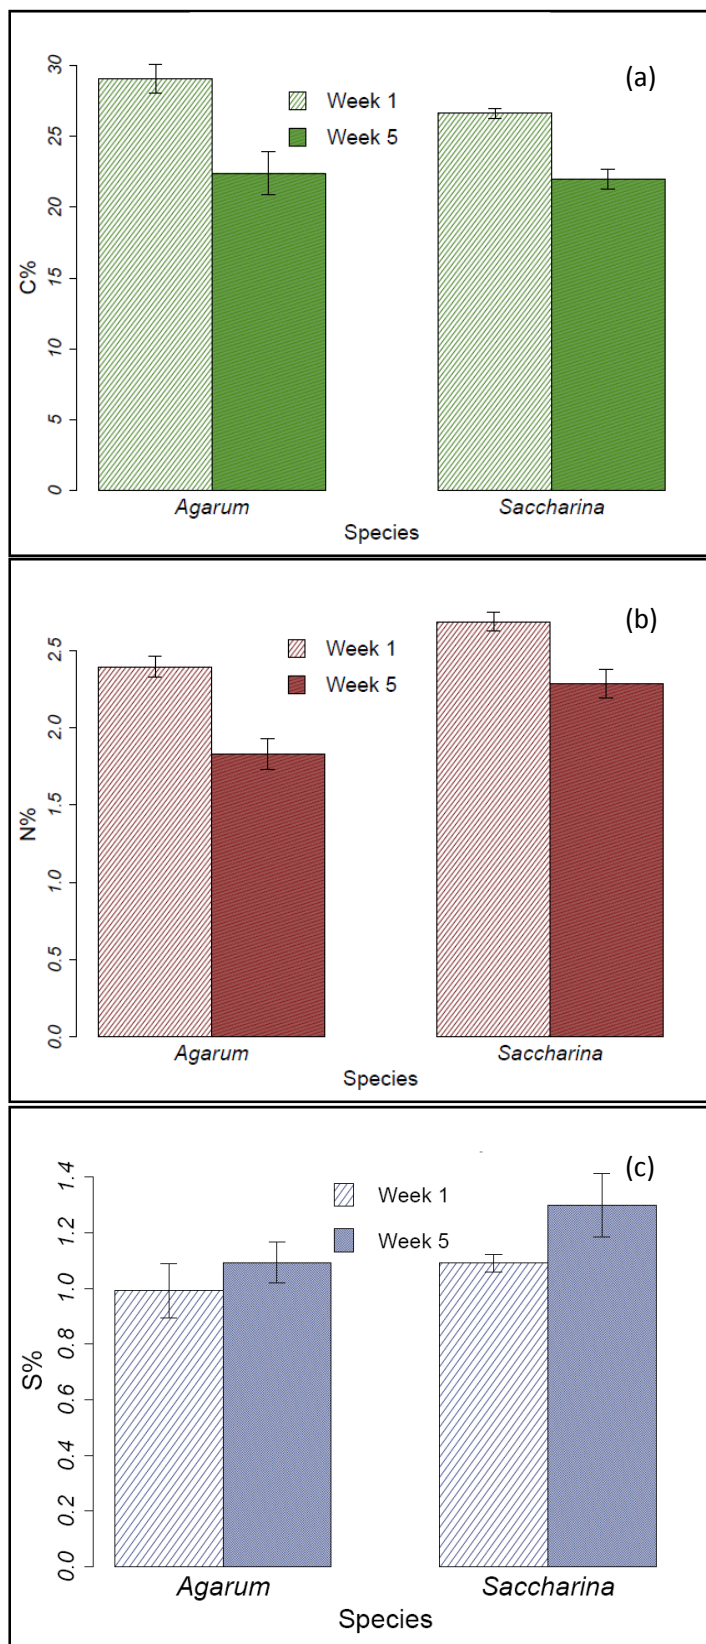 (a)
30
25
20
15
10
5
0
C%
Week 1
Week 5
Agarum
Saccharina
Species
(b)
2.5
2.0
1.5
1.0
0.5
0.0
N%
Week 1
Week 5
Agarum
Saccharina
Species
(c)
1.4
1.2
1.0
0.8
0.6
0.4
0.2
0.0
S%
Week 1
Week 5
Agarum
Saccharina
Species